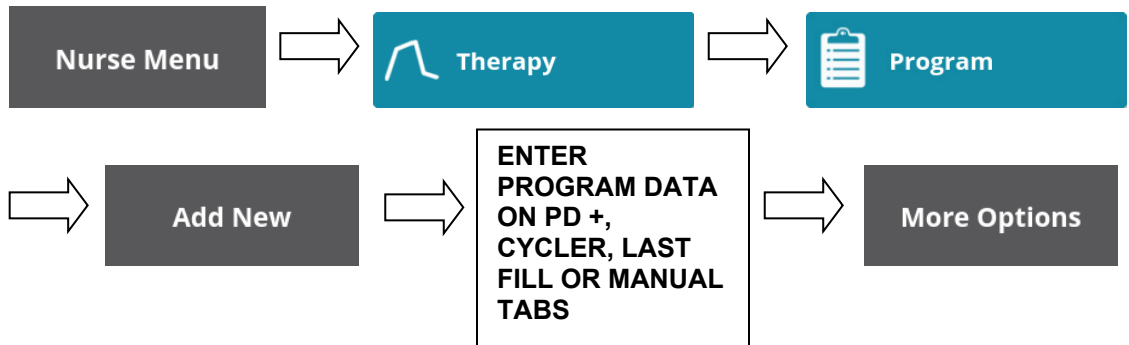 Nurse Menu
Therapy
Program
Add New
ENTER
PROGRAM DATA
ON PD +,
CYCLER, LAST
FILL OR MANUAL
TABS
More Options